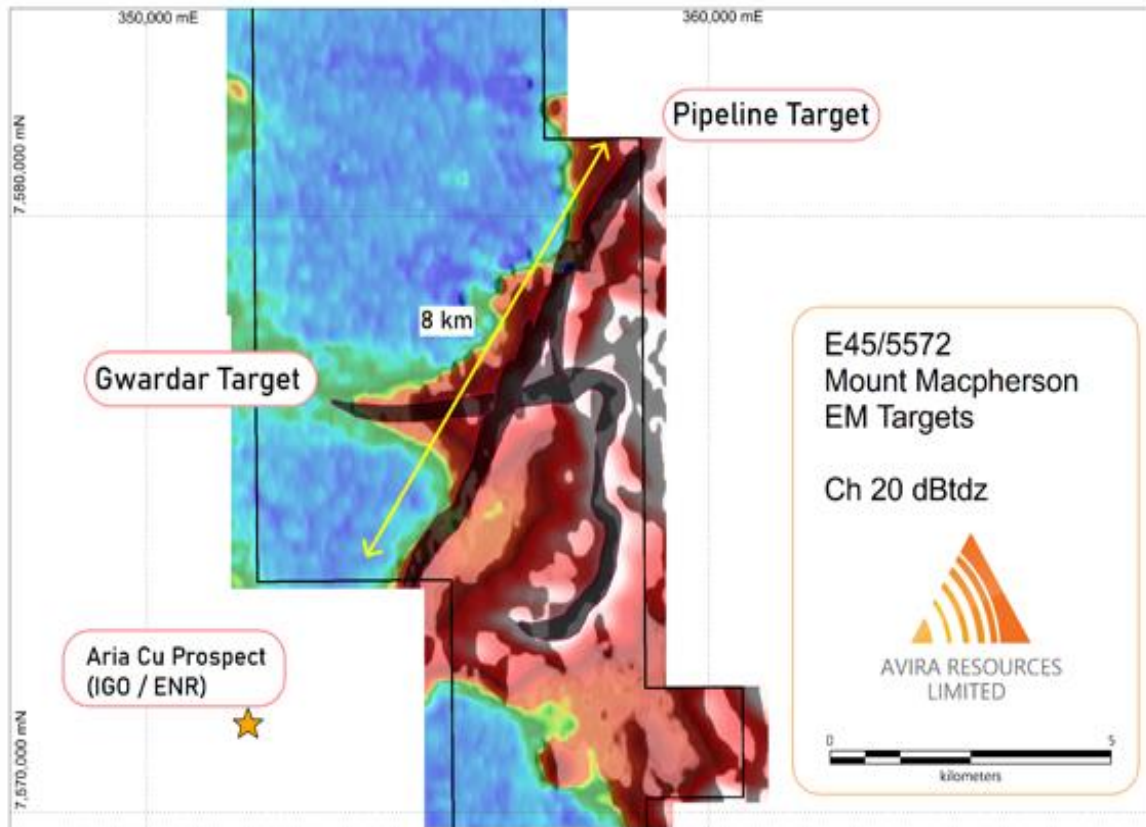 350,000 mE
360,000 mE
Pipeline Target
7,580,000 mN
8 km
Gwardar Target
E45/5572
Mount Macpherson
EM Targets
Ch 20 dBtdz
AVIRA RESOURCES
LIMITED
Aria Cu Prospect
(IGO / ENR)
0
5
kilometers
7,570,000 mN